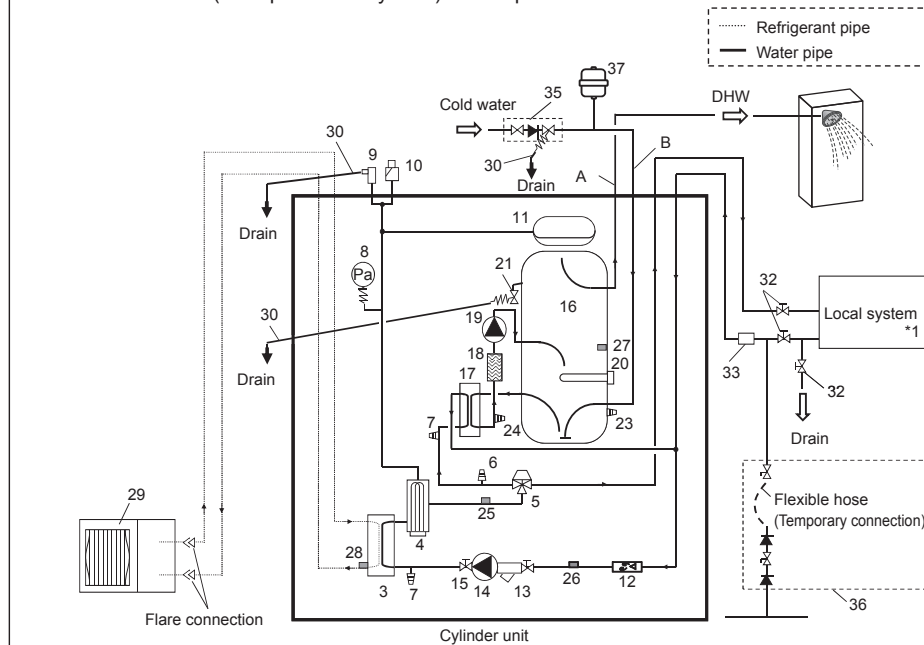 Refrigerant pipe
Water pipe
37
Cold water
35
DHW
30
9
10
30
B
Drain
A
Drain
11
8
Pa
21
16
32
30
19
Local system
*1
27
18
20
33
17
32
Drain
7
24
23
Drain
6
29
5
Flexible hose
(Temporary connection)
25
28
4
3
7
15
14
13
26
12
36
Flare connection
Cylinder unit